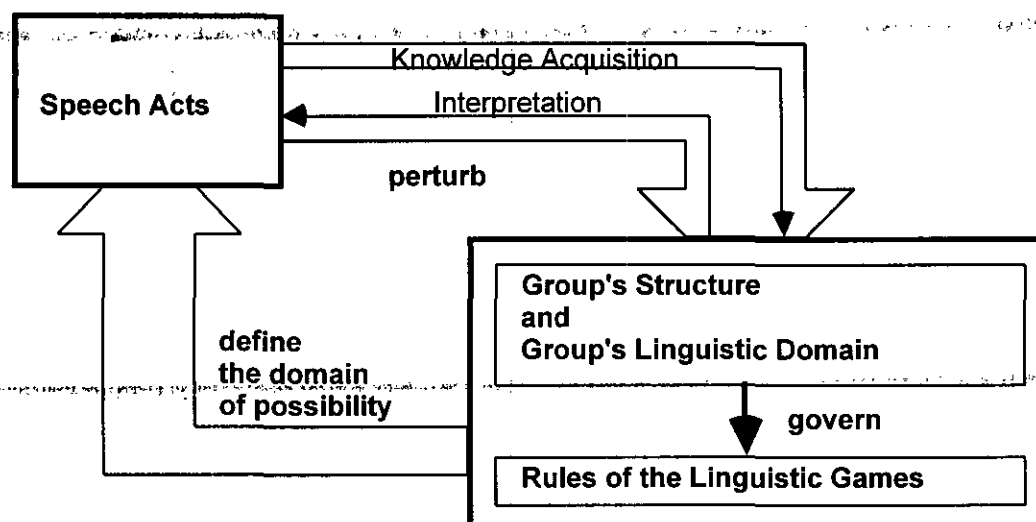 Knowledge Acquisition
Speech Acts
Interpretation
perturb
Group's Structure
and
Group's Linguistic Domain
define
the domain
of possibility
govern
Rules of the Linguistic Games